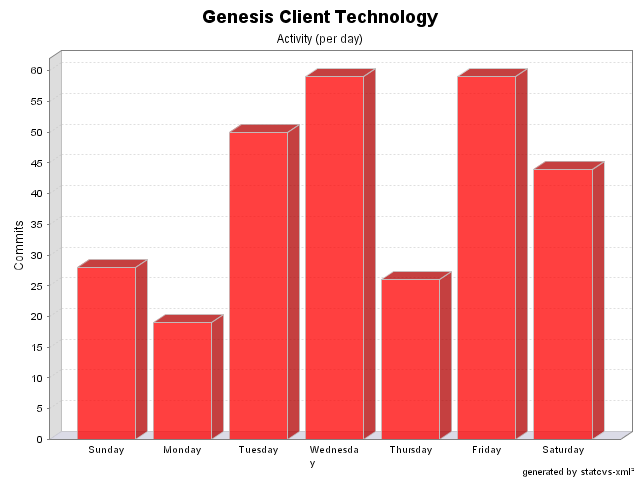 Genesis Client Technology
Activity (per day)
60
55
50
45
40
35
30
25
20
15
10
5
0
Commits
Sunday Monday Tuesday Wednesda Thursday Friday Saturday
y
generated by statcvs-xml²